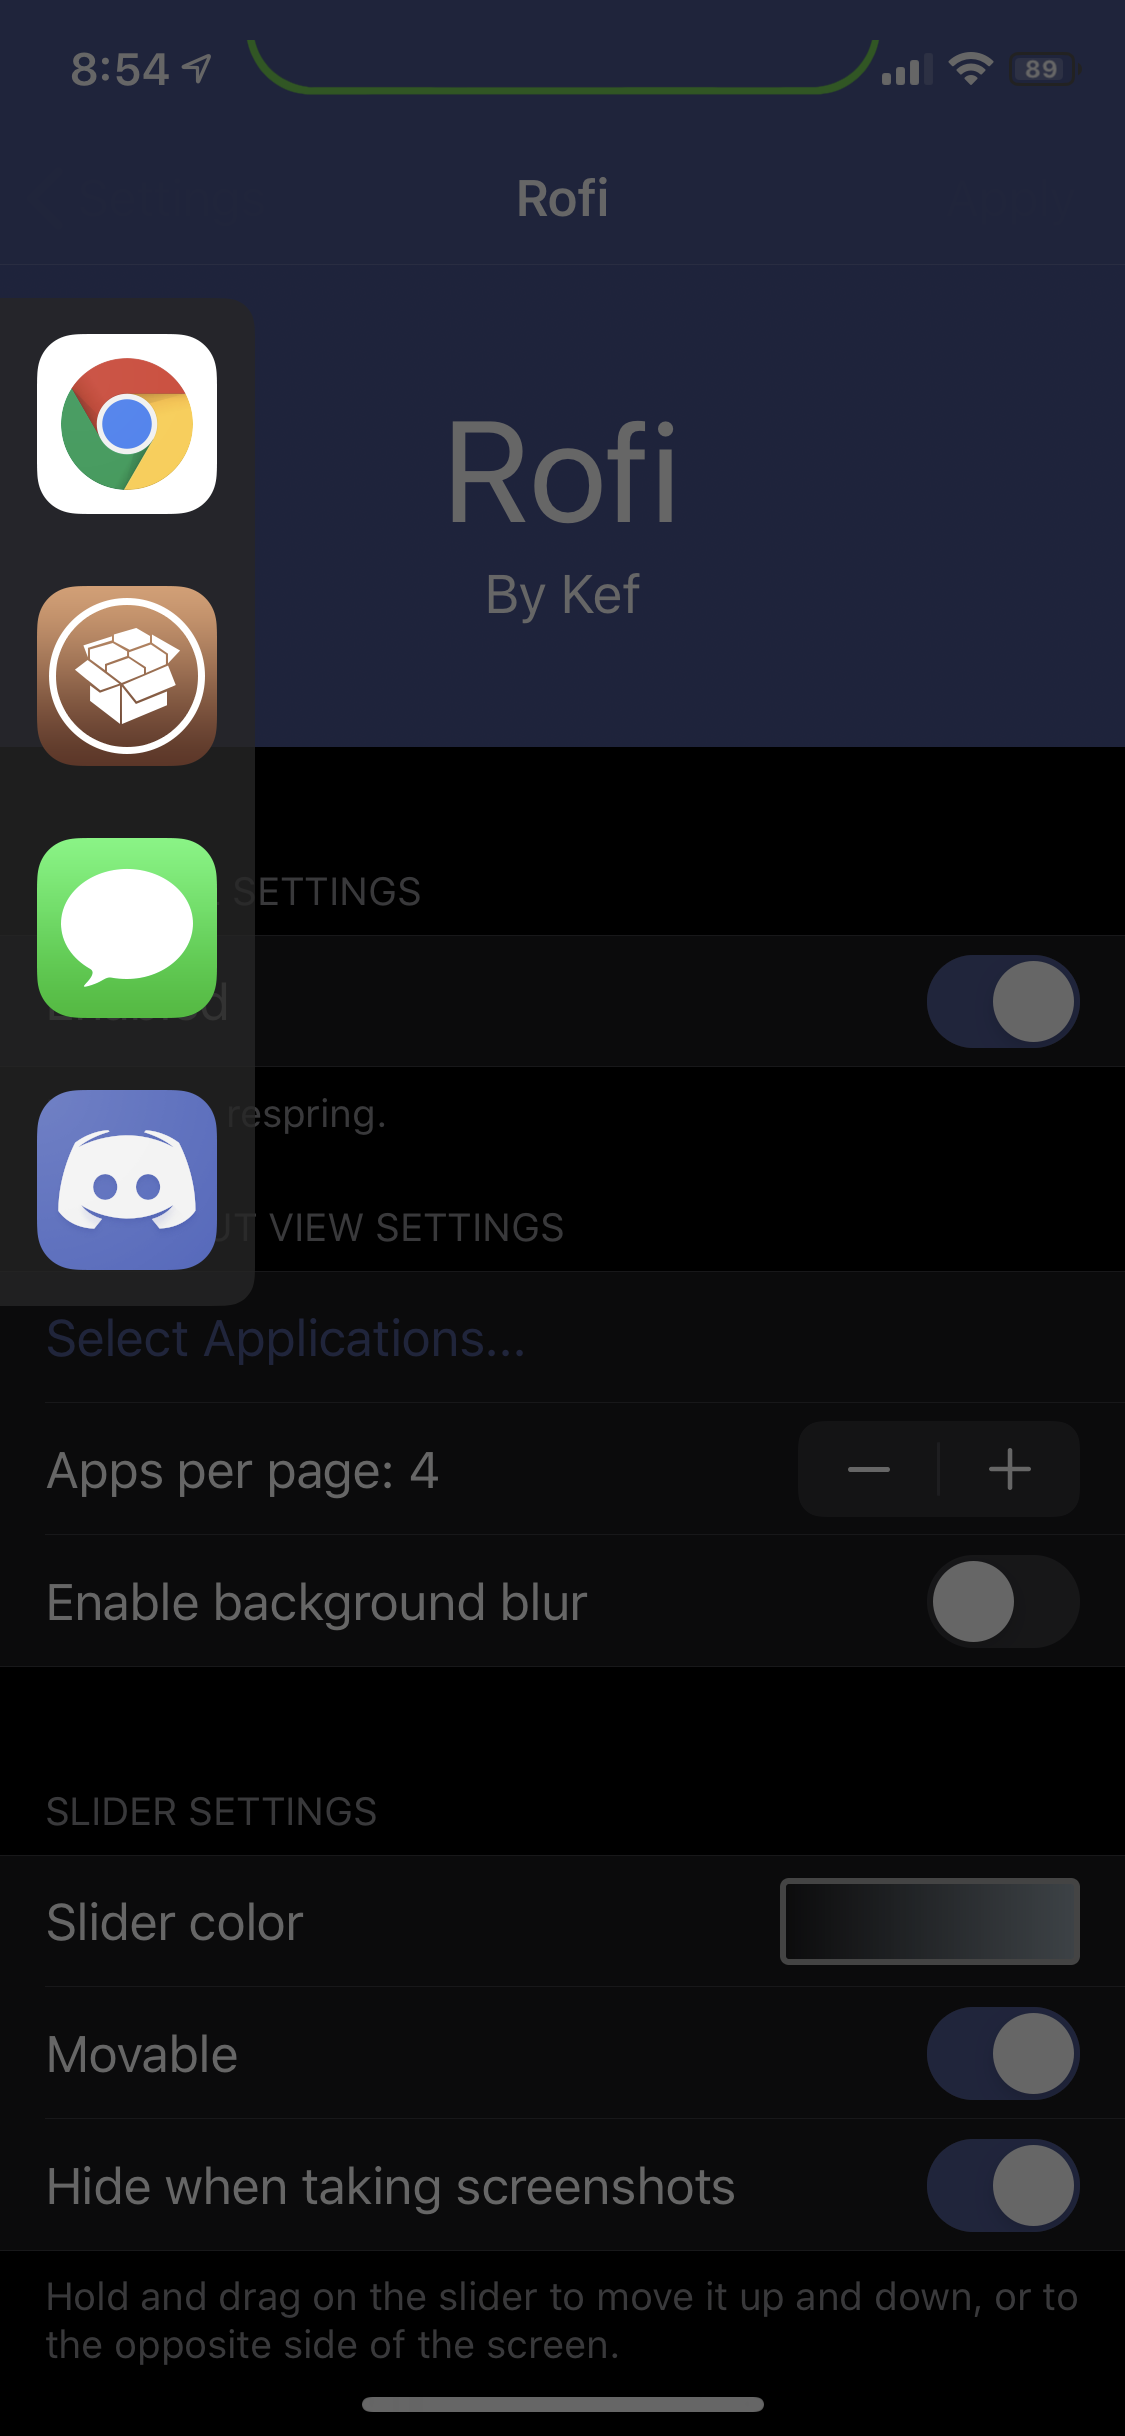 8:54
89
Rofi
Rofi
By Kef
SETTINGS
Enabled
respring.
VIEW SETTINGS
Select Applications...
Apps per page: 4
Enable background blur
SLIDER SETTINGS
Slider color
Movable
Hide when taking screenshots
Hold and drag on the slider to move it up and down, or to
the opposite side of the screen.